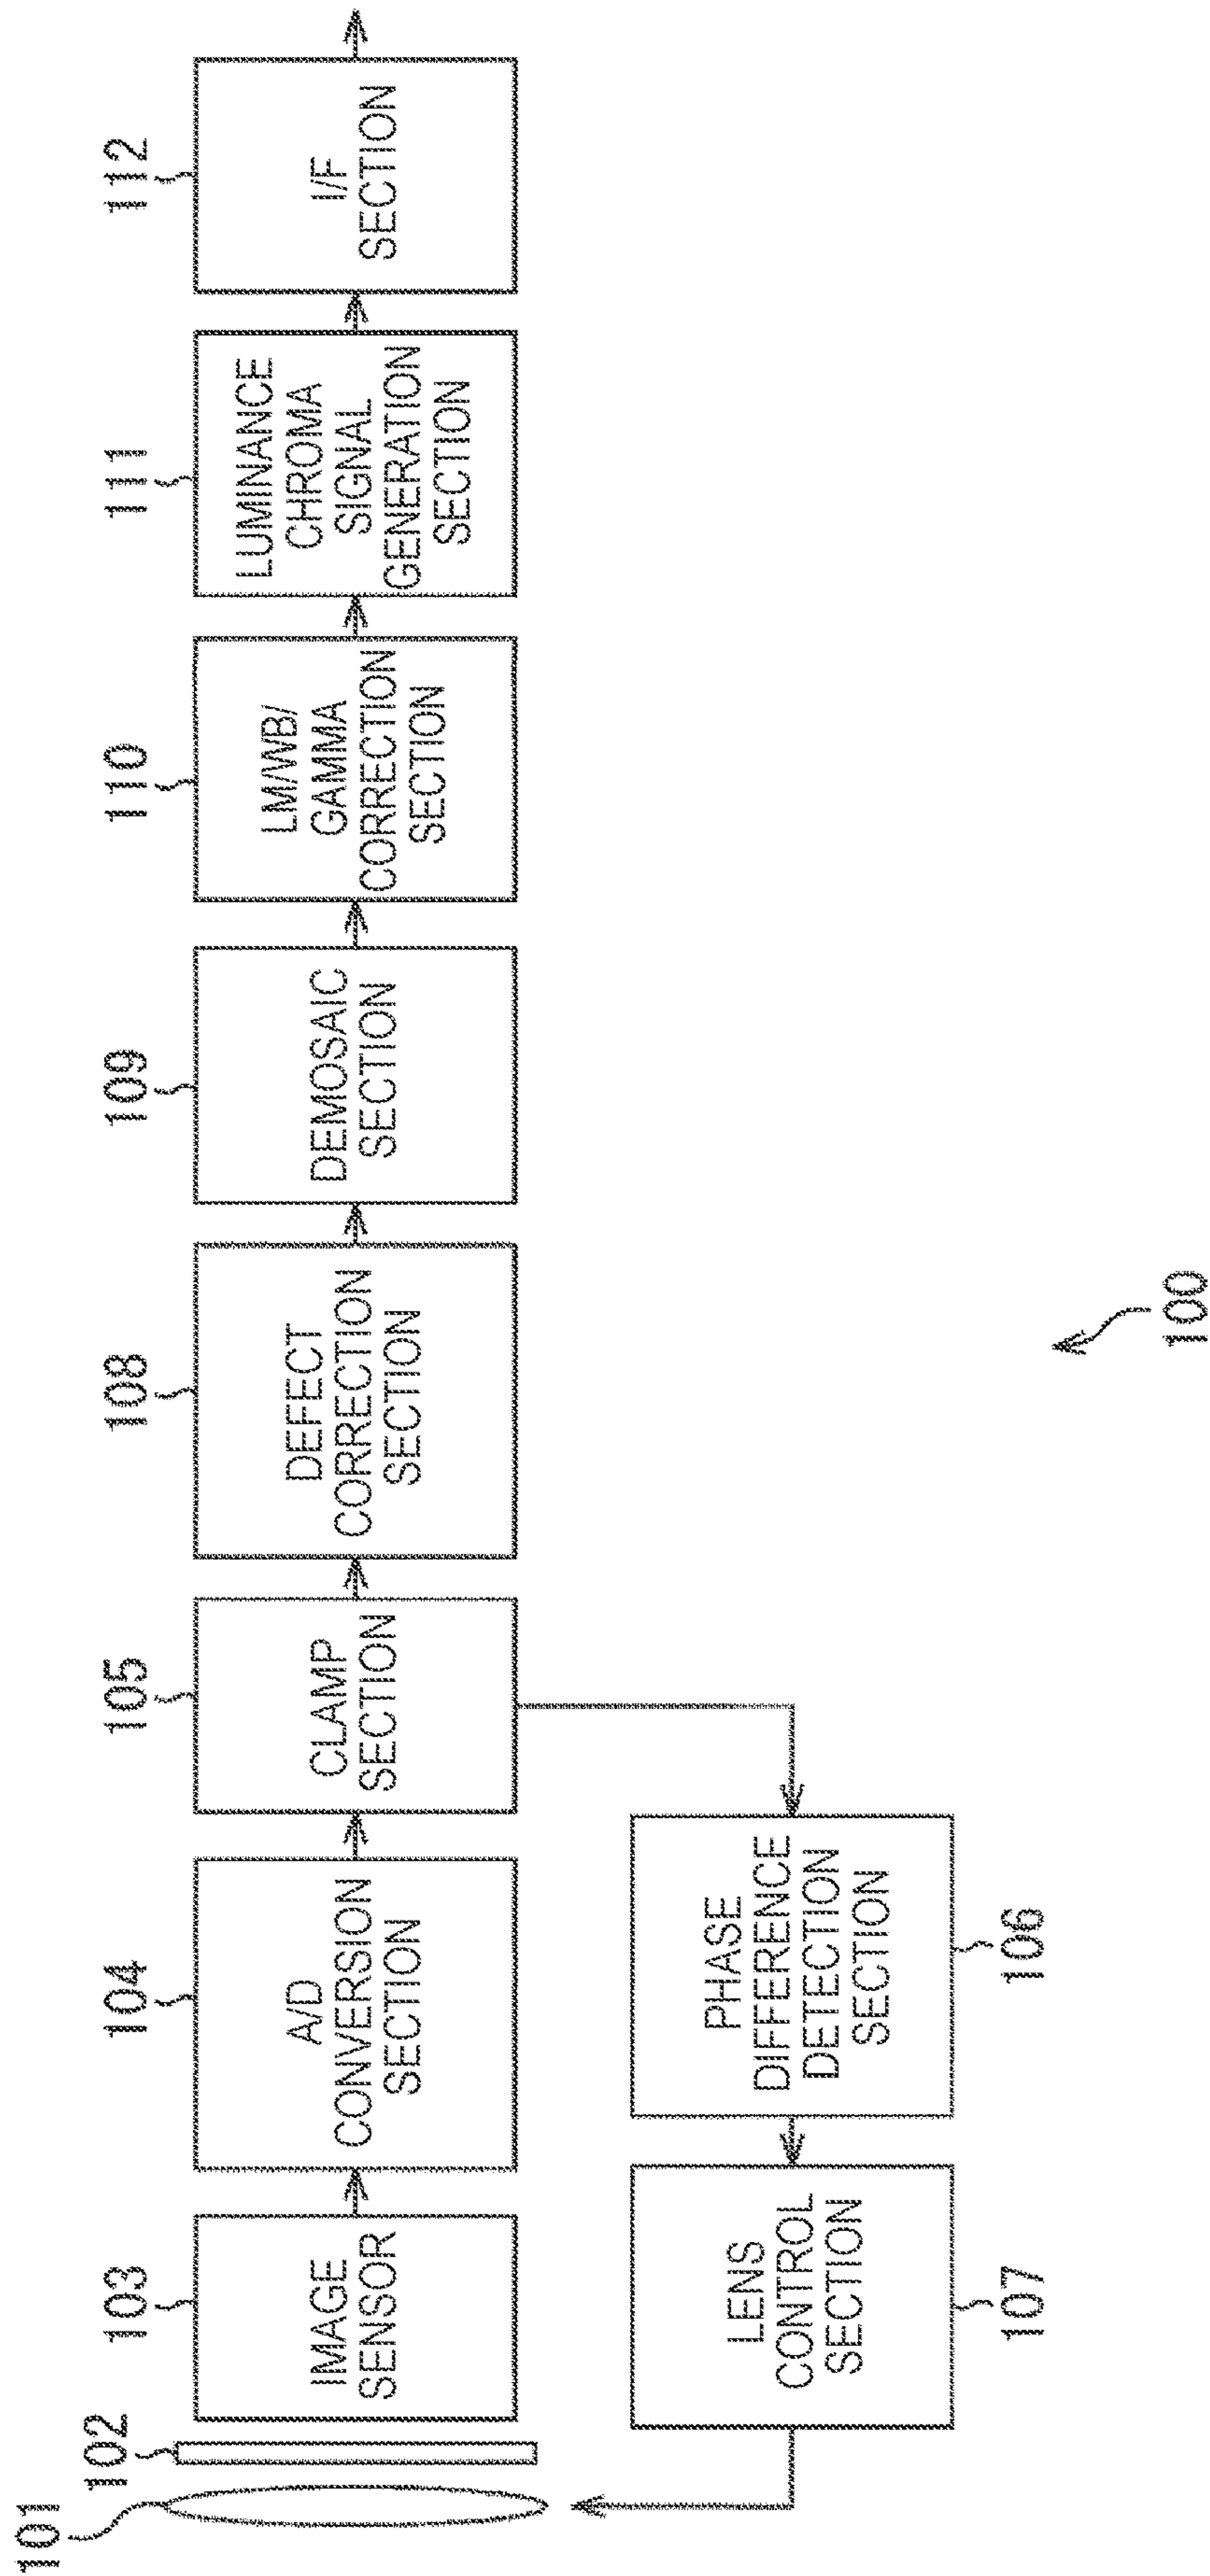 101
102
103
IMAGE
SENSOR
104
A/D
CONVERSION
SECTION
105
CLAMP
SECTION
108
DEFECT
CORRECTION
SECTION
109
DEMOSAIC
SECTION
110
LM/WB/
GAMMA
CORRECTION
SECTION
111
LUMINANCE
CHROMA
SIGNAL
GENERATION
SECTION
112
I/F
SECTION
LENS
CONTROL
SECTION
107
PHASE
DIFFERENCE
DETECTION
SECTION
106
100